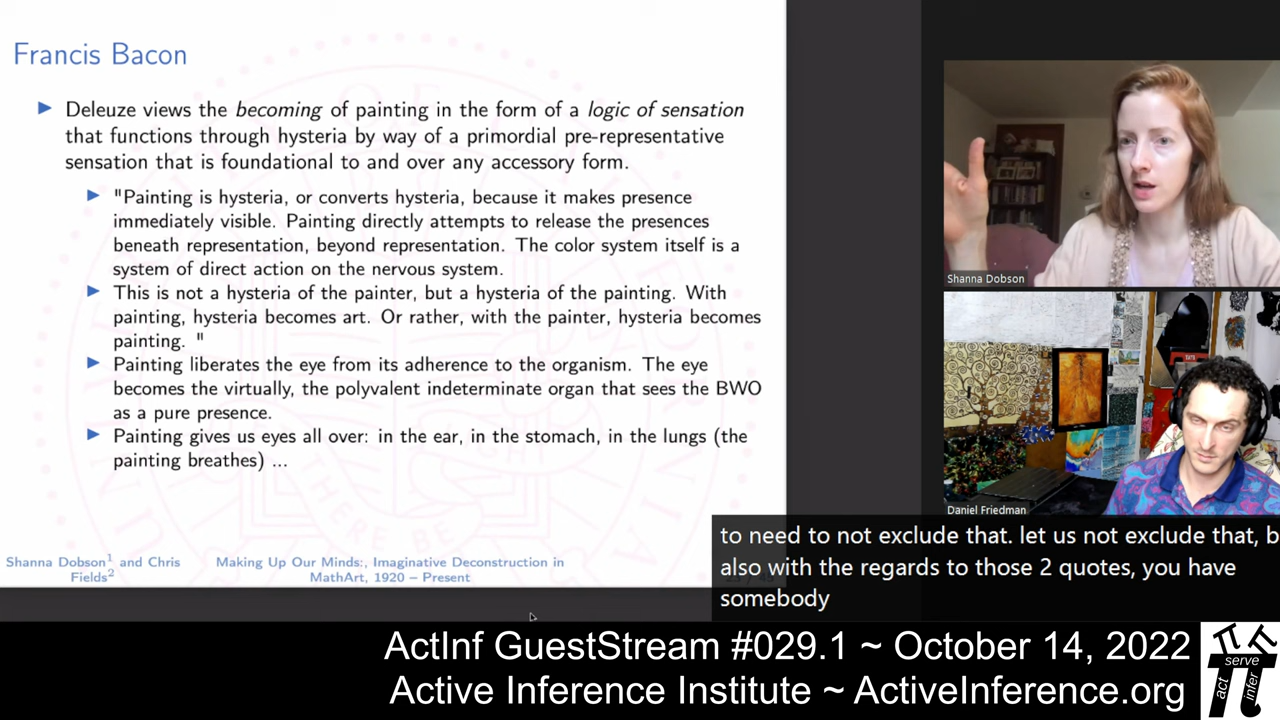 Francis Bacon
Deleuze views the becoming of painting in the form of a logic of sensation
that functions through hysteria by way of a primordial pre-representative
sensation that is foundational to and over any accessory form.
"Painting is hysteria, or converts hysteria, because it makes presence
immediately visible. Painting directly attempts to release the presences
beneath representation, beyond representation. The color system itself is a
system of direct action on the nervous system.
This is not a hysteria of the painter, but a hysteria of the painting. With
painting, hysteria becomes art. Or rather, with the painter, hysteria becomes
painting. "
Painting liberates the eye from its adherence to the organism. The eye
becomes the virtually, the polyvalent indeterminate organ that sees the BWO
as a pure presence.
Painting gives us eyes all over: in the ear, in the stomach, in the lungs (the
painting breathes) ...
Shanna Dobson1 and Chris
Fields2
Making Up Our Minds:, Imaginative Deconstruction in
MathArt, 1920 – Present
Shanna Dobson
Daniel Friedman
to need to not exclude that. let us not exclude that, b
also with the regards to those 2 quotes, you have
somebody
ActInf GuestStream #029.1 ~ October 14, 2022
Active Inference Institute ~ ActiveInference.org
serve
act
infer